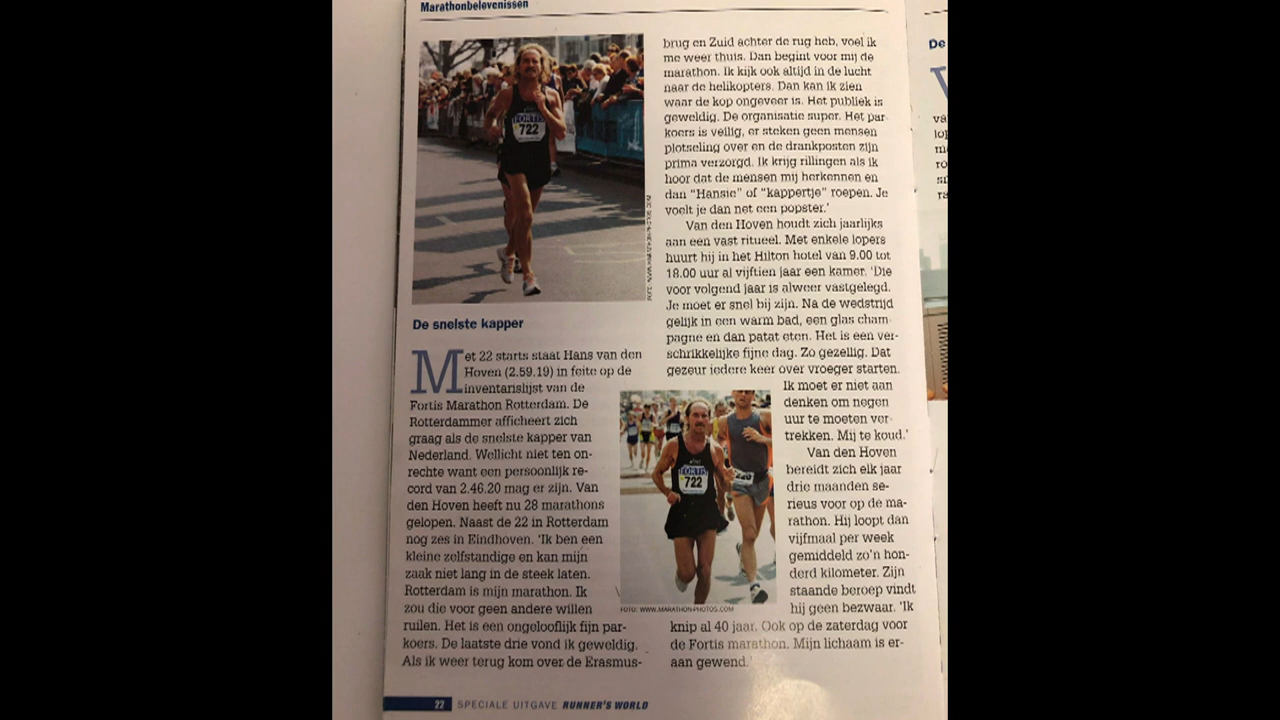 Marathonbelevenissen
FORTIS
722
FOTO: WWW.MARATHON-PHOTOS.COM
De snelste kapper
Met 22 starts staat Hans van den
Hoven (2.59.19) in feite op de
inventarislijst van de
Fortis Marathon Rotterdam. De
Rotterdammer afficheert zich
graag als de snelste kapper van
Nederland. Wellicht niet ten on-
rechte want een persoonlijk re-
cord van 2.46.20 mag er zijn. Van
den Hoven heeft nu 28 marathons
gelopen. Naast de 22 in Rotterdam
nog zes in Eindhoven. 'Ik ben een
kleine zelfstandige en kan mijn
zaak niet lang in de steek laten.
Rotterdam is mijn marathon. Ik
zou die voor geen andere willen
ruilen. Het is een ongelooflijk fijn par-
koers. De laatste drie vond ik geweldig.
Als ik weer terug kom over de Erasmus-
brug en Zuid achter de rug heb, voel ik
me weer thuis. Dan begint voor mij de
marathon. Ik kijk ook altijd in de lucht
naar de helikopters. Dan kan ik zien
waar de kop ongeveer is. Het publiek is
geweldig. De organisatie super. Het par-
koers is veilig, er steken geen mensen
plotseling over en de drankposten zijn
prima verzorgd. Ik krijg rillingen als ik
hoor dat de mensen mij herkennen en
dan "Hansie" of "kappertje" roepen. Je
voelt je dan net een popster.'
Van den Hoven houdt zich jaarlijks
aan een vast ritueel. Met enkele lopers
huurt hij in het Hilton hotel van 9.00 tot
18.00 uur al vijftien jaar een kamer. 'Die
voor volgend jaar is alweer vastgelegd.
Je moet er snel bij zijn. Na de wedstrijd
gelijk in een warm bad, een glas cham-
pagne en dan patat eten. Het is een ver-
schrikkelijke fijne dag. Zo gezellig. Dat
gezeur iedere keer over vroeger starten.
Ik moet er niet aan
denken om negen
uur te moeten ver-
trekken. Mij te koud.'
Van den Hoven
bereidt zich elk jaar
drie maanden se-
rieus voor op de ma-
rathon. Hij loopt dan
vijfmaal per week
gemiddeld zo'n hon-
derd kilometer. Zijn
staande beroep vindt
hij geen bezwaar. 'Ik
knip al 40 jaar. Ook op de zaterdag voor
de Fortis marathon. Mijn lichaam is er-
aan gewend.'
FORTIS
722
FOTO: WWW.MARATHON-PHOTOS.COM
22 SPECIALE UITGAVE RUNNER'S WORLD
De